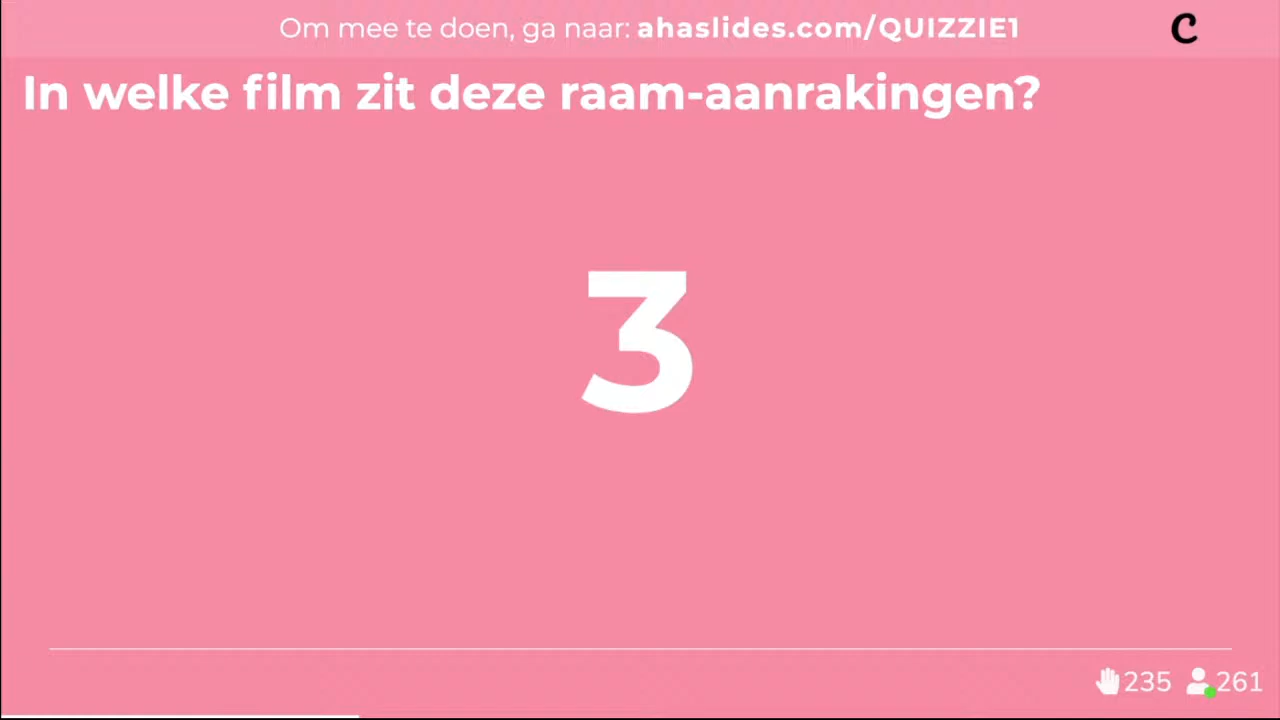 Om mee te doen, ga naar: ahaslides.com/QUIZZIE1
C
In welke film zit deze raam-aanrakingen?
3
235 261